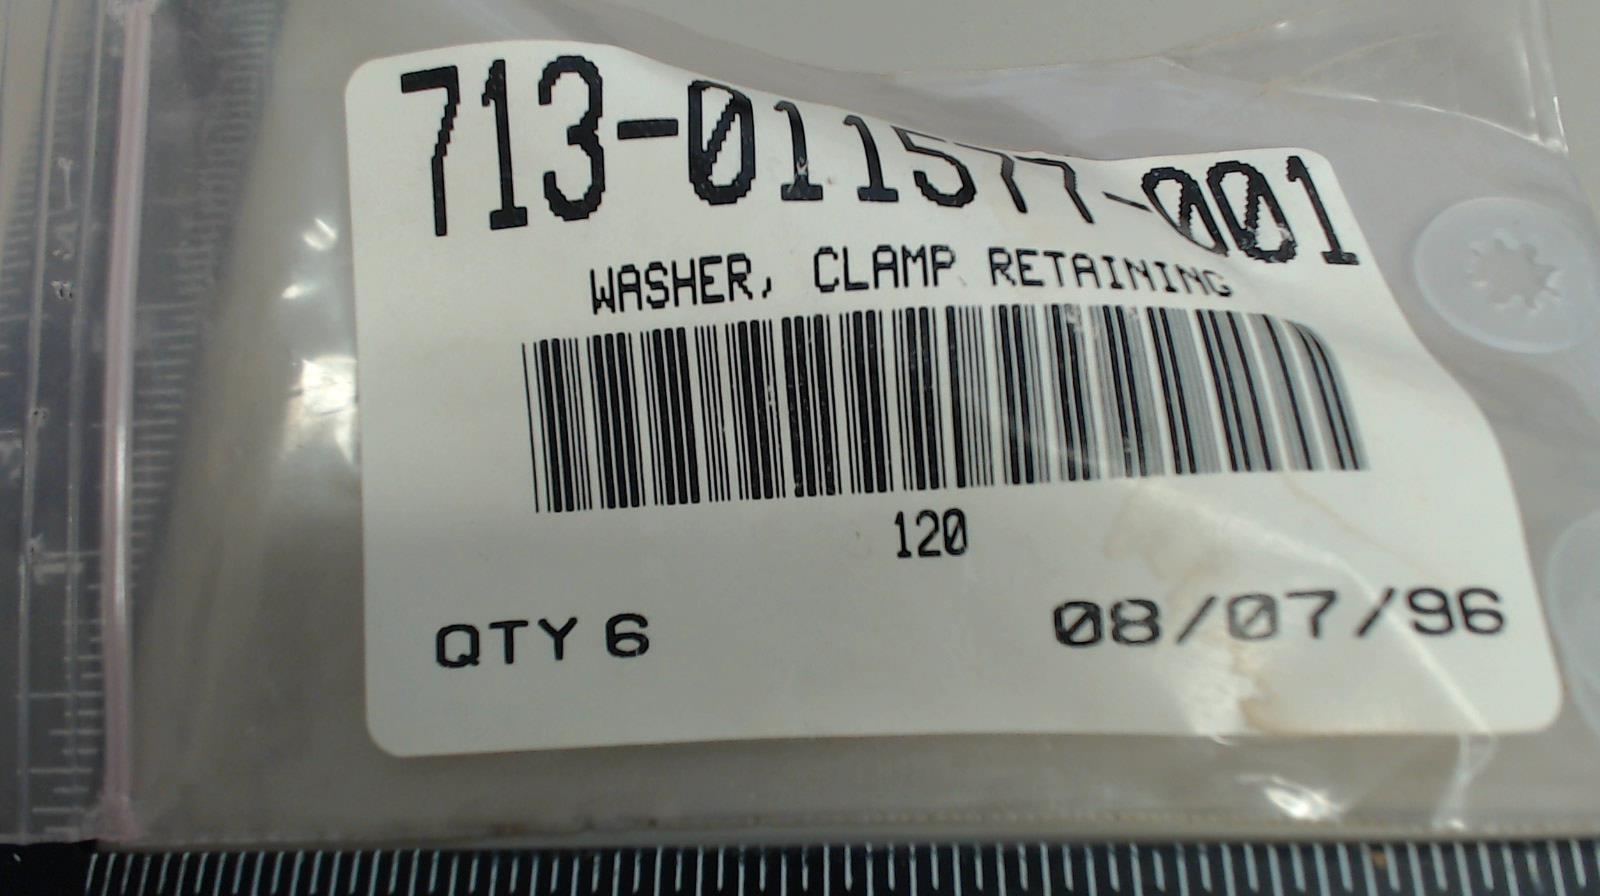 713-011577-001
WASHER, CLAMP RETAINING
120
QTY 6
08/07/96